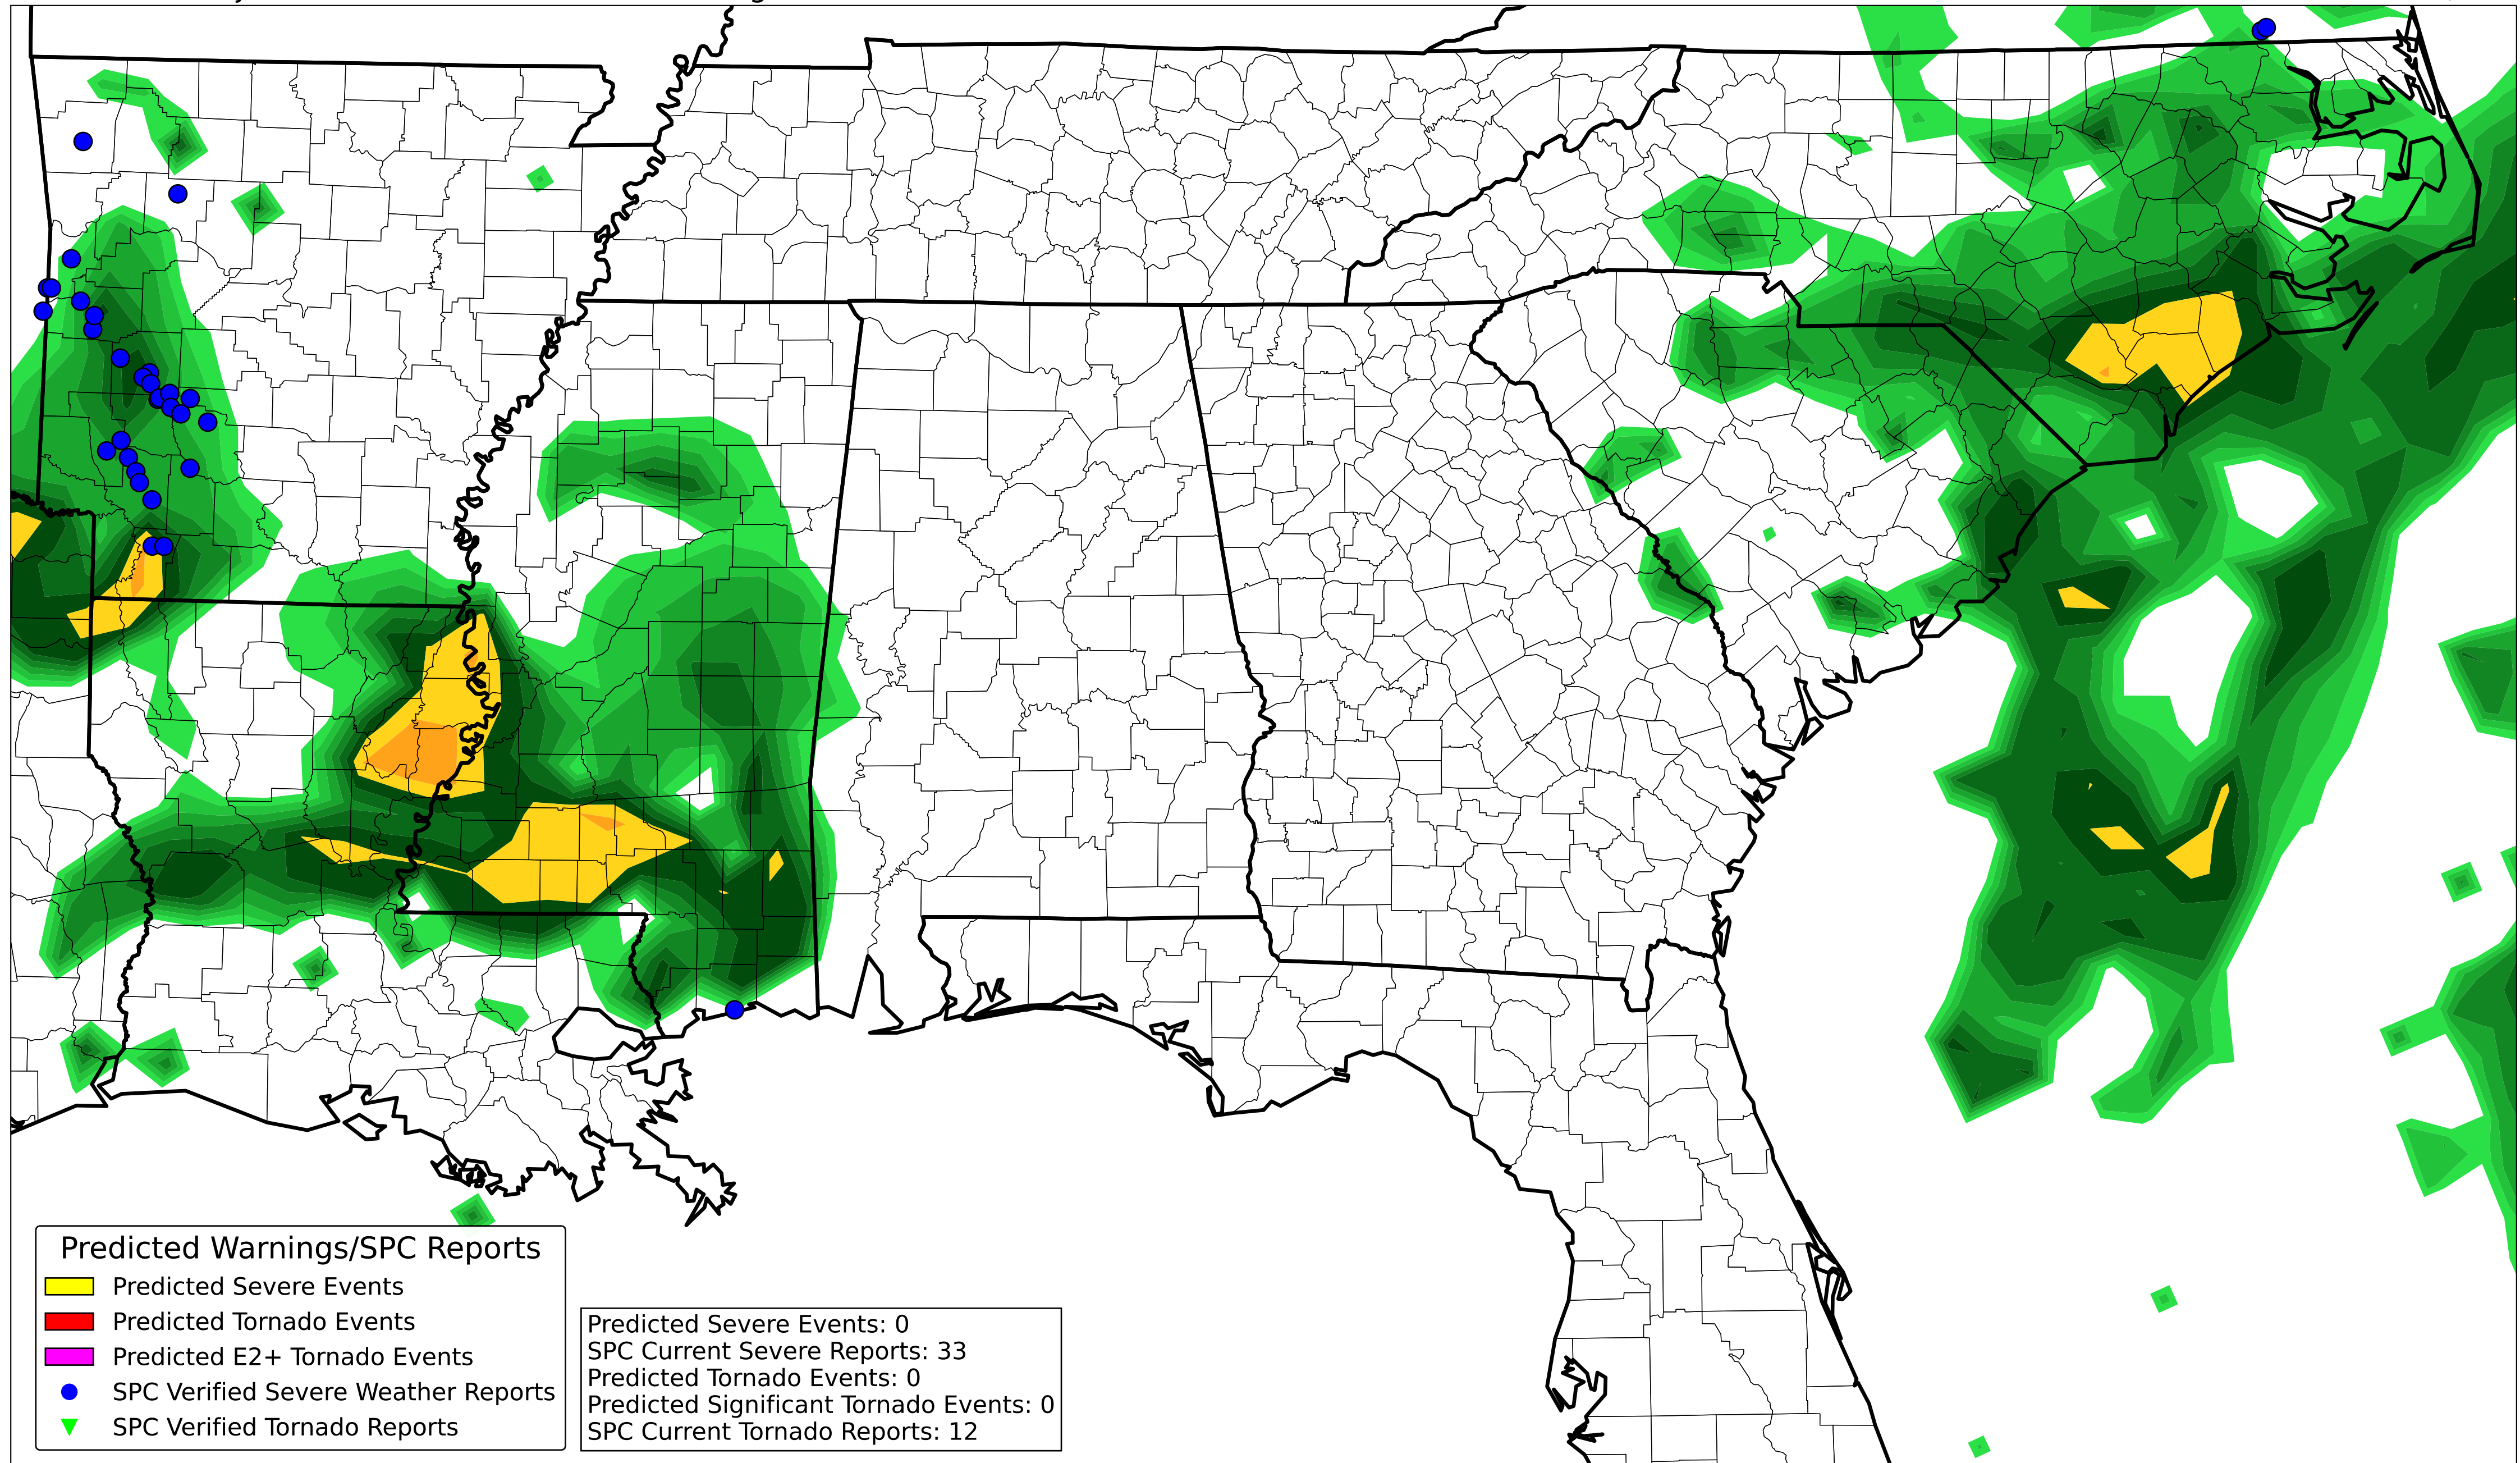 Predicted Warnings/SPC Reports
Predicted Severe Events
Predicted Tornado Events
Predicted E2+ Tornado Events
SPC Verified Severe Weather Reports
SPC Verified Tornado Reports
Predicted Severe Events: 0
SPC Current Severe Reports: 33
Predicted Tornado Events: 0
Predicted Significant Tornado Events: 0
SPC Current Tornado Reports: 12